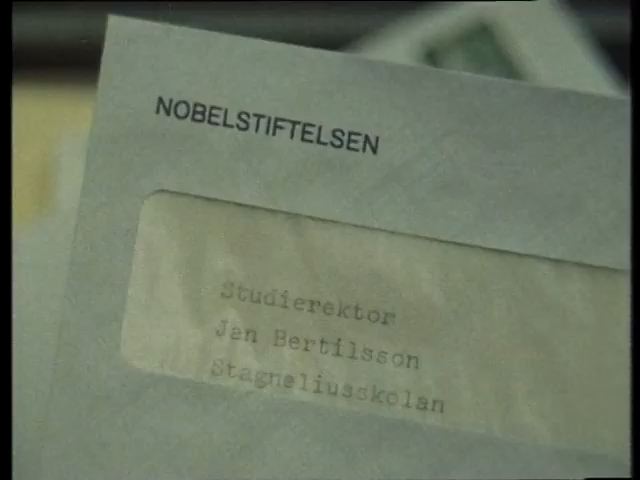 NOBELSTIFTELSEN
Studierektor
Jan Bertilsson
Stagneliusskolan